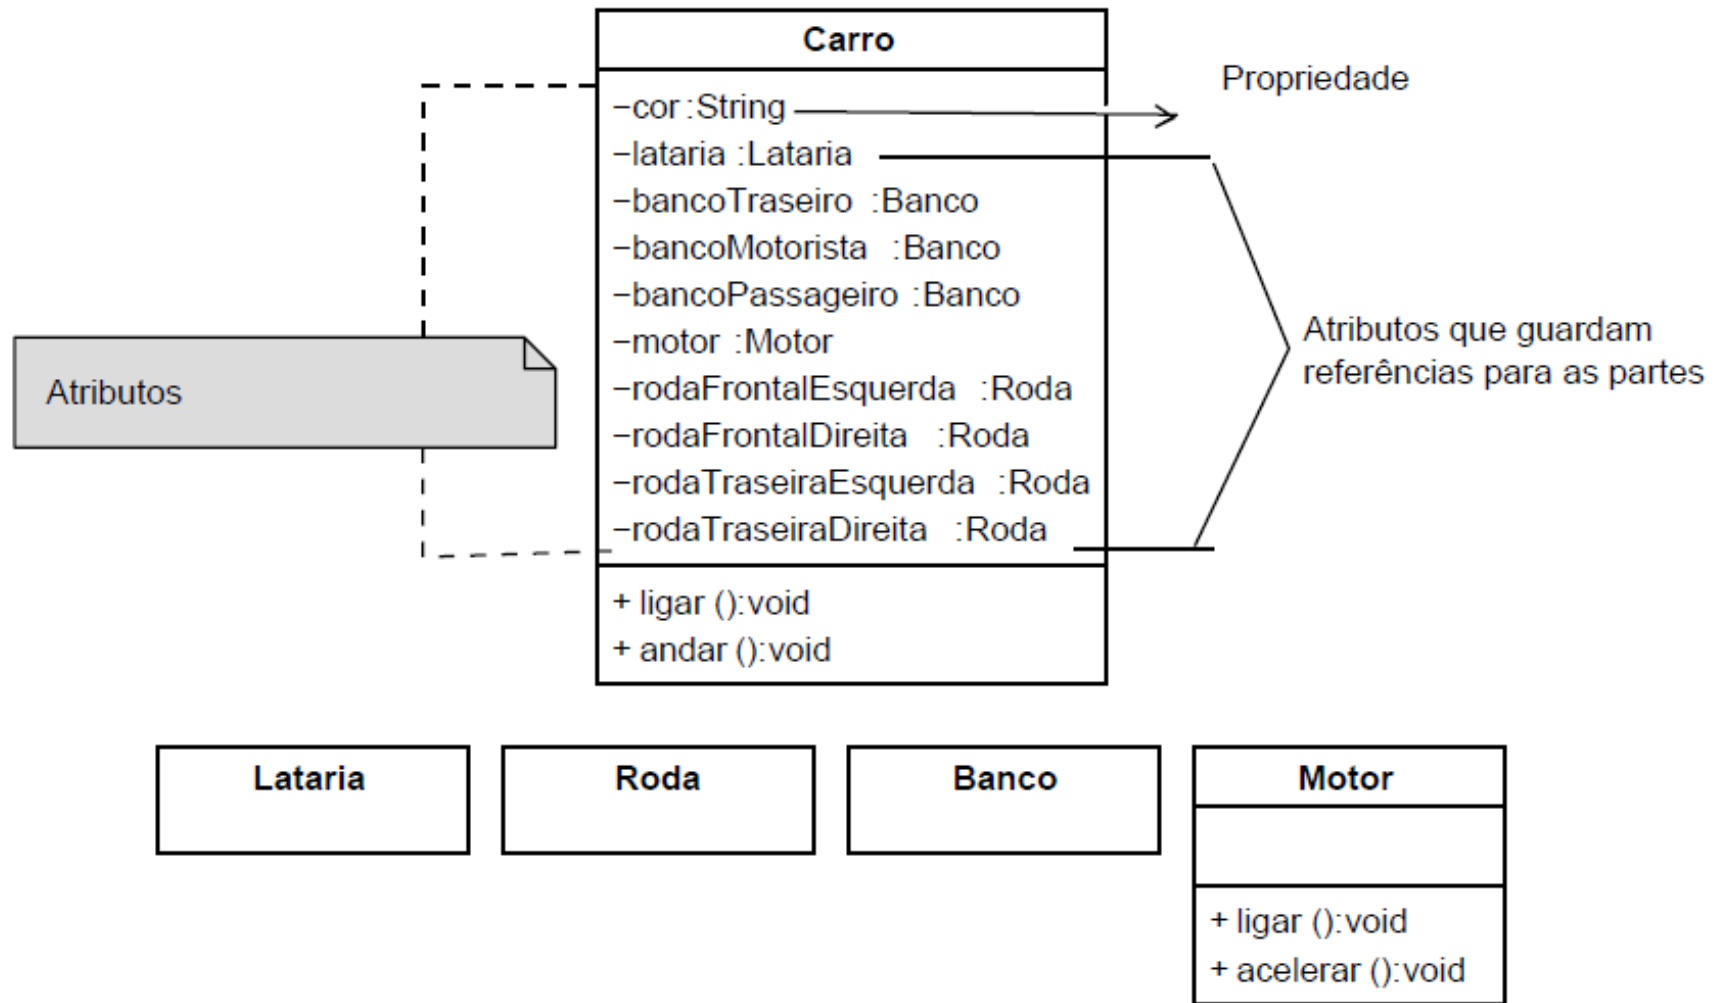 Carro
Propriedade
−cor:String
−lataria :Lataria
−bancoTraseiro :Banco
−bancoMotorista :Banco
−bancoPassageiro :Banco
−motor :Motor
−rodaFrontalEsquerda :Roda
−rodaFrontalDireita :Roda
−rodaTraseiraEsquerda :Roda
−rodaTraseiraDireita :Roda
Atributos
Atributos que guardam
referências para as partes
+ ligar ():void
+ andar ():void
Lataria
Roda
Banco
Motor
+ ligar ():void
+ acelerar ():void